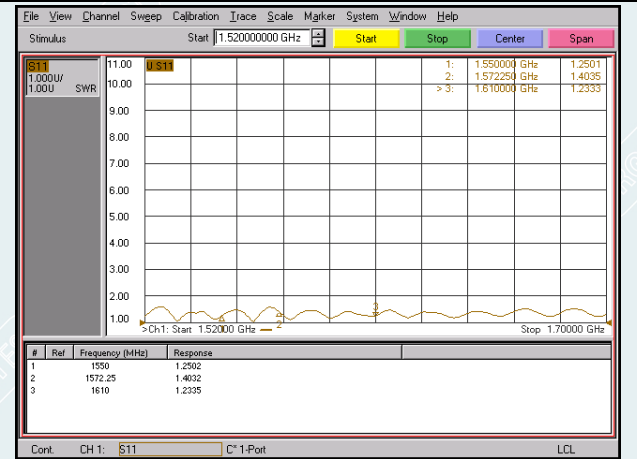 File View Channel Sweep Calibration Trace Scale Marker System Window Help
Stimulus Start 1.520000000 GHz Start Stop Center Span
S11
1.000U/
1.00U SWR
11.00
10.00
9.00
8.00
7.00
6.00
5.00
4.00
3.00
2.00
1.00
U S11
1: 1.550000 GHz 1.2501
2: 1.572250 GHz 1.4035
> 3: 1.610000 GHz 1.2333
3
2
>Ch1: Start 1.52000 GHz Stop 1.70000 GHz
# Ref Frequency (MHz) Response
1 1550 1.2502
2 1572.25 1.4032
3 1610 1.2335
Cont. CH 1: S11 C* 1-Port LCL